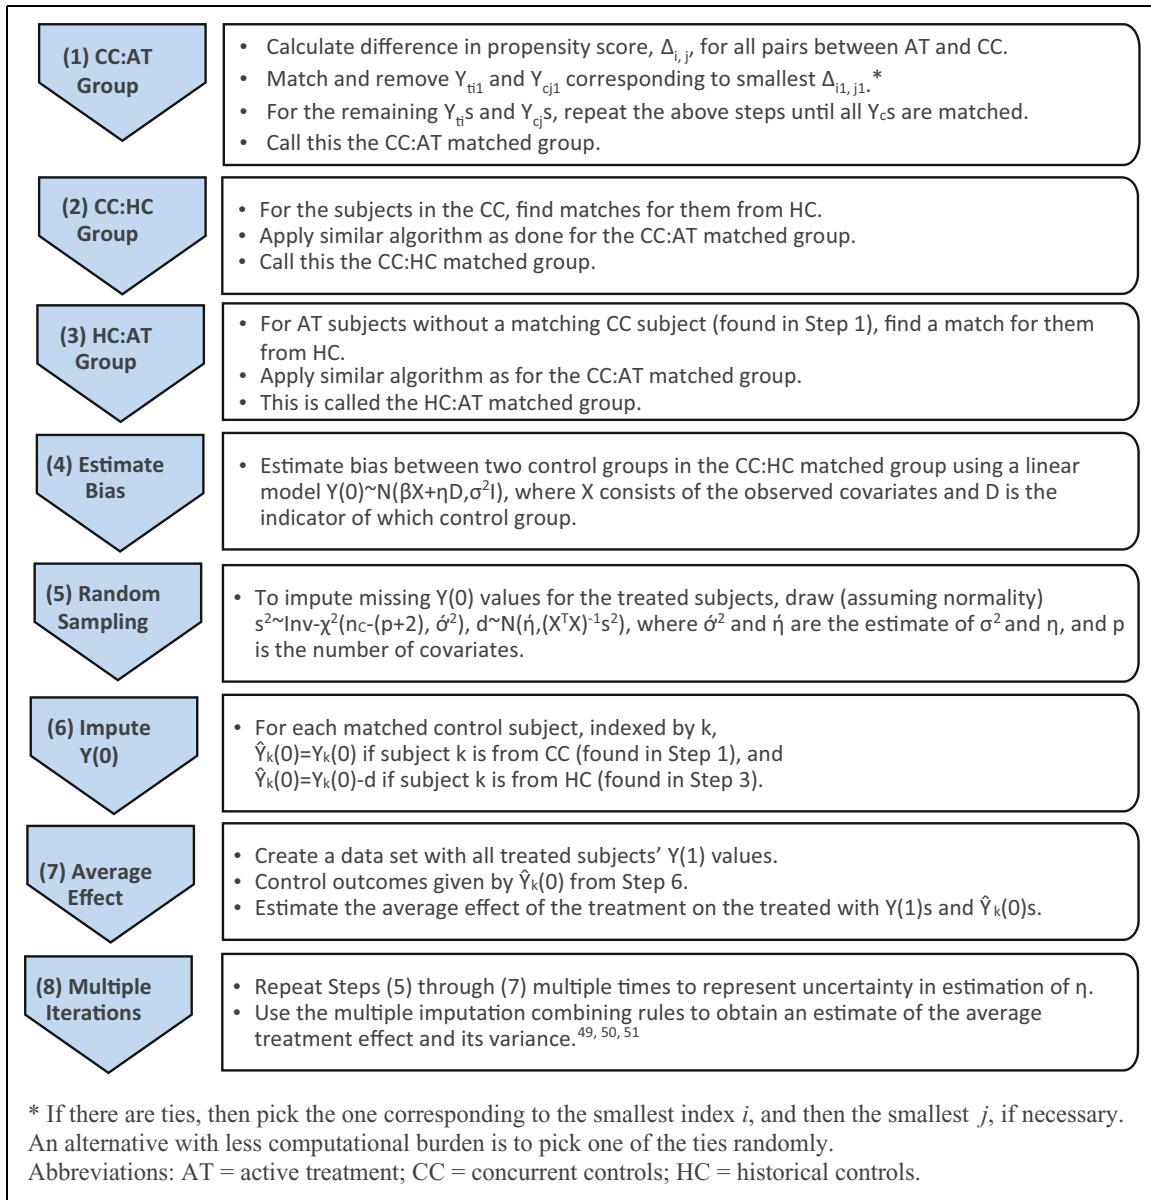 (1) CC:AT
Group
• Calculate difference in propensity score, Δi, j, for all pairs between AT and CC.
• Match and remove Yti1 and Ycj1 corresponding to smallest Δi1, j1.*
• For the remaining Ytis and Ycjs, repeat the above steps until all Ycs are matched.
• Call this the CC:AT matched group.
(2) CC:HC
Group
• For the subjects in the CC, find matches for them from HC.
• Apply similar algorithm as done for the CC:AT matched group.
• Call this the CC:HC matched group.
(3) HC:AT
Group
• For AT subjects without a matching CC subject (found in Step 1), find a match for them
from HC.
• Apply similar algorithm as for the CC:AT matched group.
• This is called the HC:AT matched group.
(4) Estimate
Bias
• Estimate bias between two control groups in the CC:HC matched group using a linear
model Y(0)~N(βX+ηD,σ²I), where X consists of the observed covariates and D is the
indicator of which control group.
(5) Random
Sampling
• To impute missing Y(0) values for the treated subjects, draw (assuming normality)
s²~Inv-χ²(nC-(p+2), σ́²), d~N(ή,(XᵀX)⁻¹s²), where σ́² and ή are the estimate of σ² and η, and p
is the number of covariates.
(6) Impute
Y(0)
• For each matched control subject, indexed by k,
Ŷk(0)=Yk(0) if subject k is from CC (found in Step 1), and
Ŷk(0)=Yk(0)-d if subject k is from HC (found in Step 3).
(7) Average
Effect
• Create a data set with all treated subjects’ Y(1) values.
• Control outcomes given by Ŷk(0) from Step 6.
• Estimate the average effect of the treatment on the treated with Y(1)s and Ŷk(0)s.
(8) Multiple
Iterations
• Repeat Steps (5) through (7) multiple times to represent uncertainty in estimation of η.
• Use the multiple imputation combining rules to obtain an estimate of the average
treatment effect and its variance.49, 50, 51
* If there are ties, then pick the one corresponding to the smallest index i, and then the smallest j, if necessary.
An alternative with less computational burden is to pick one of the ties randomly.
Abbreviations: AT = active treatment; CC = concurrent controls; HC = historical controls.